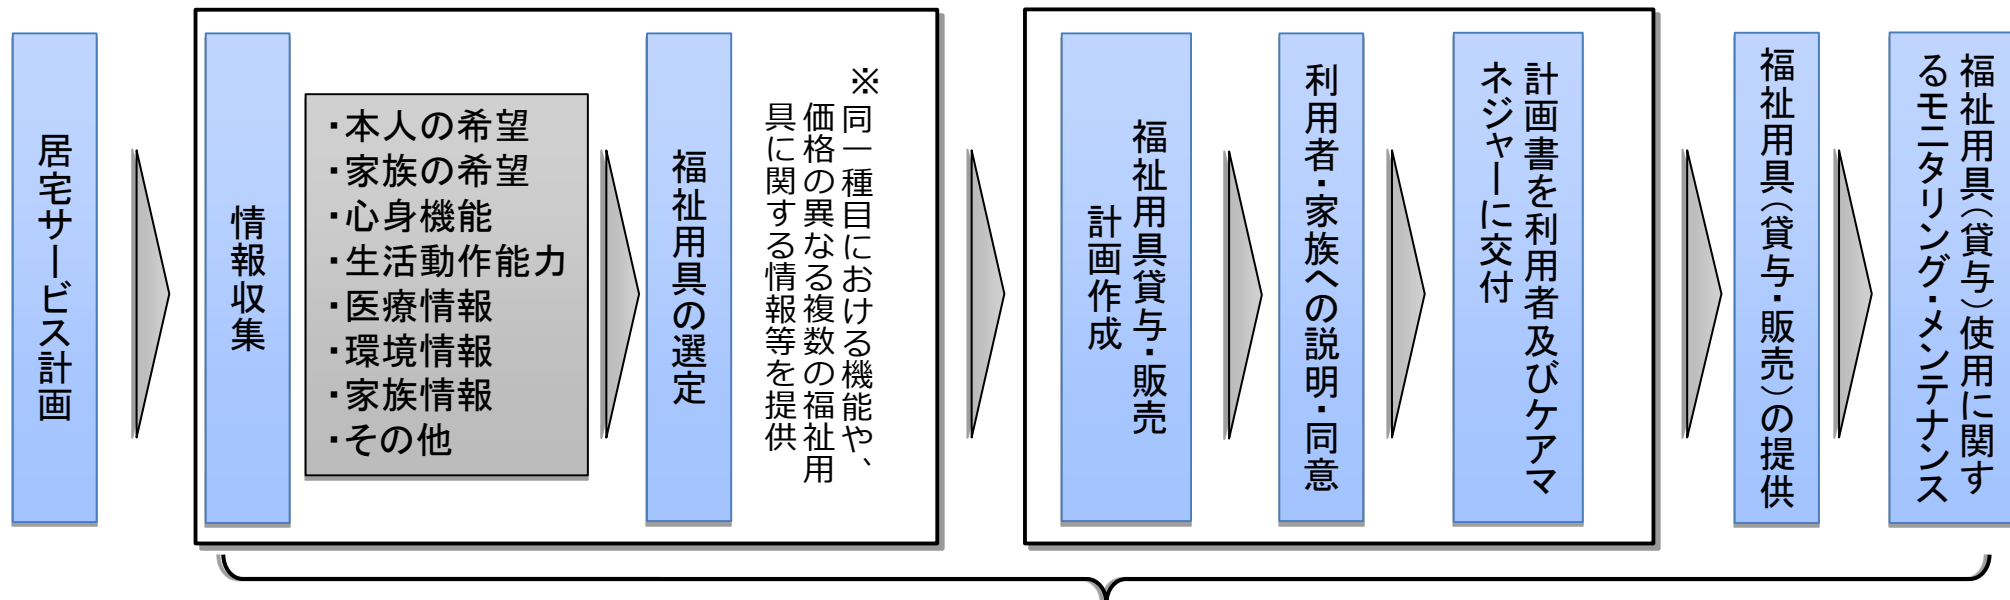 居宅サービス計画
情報収集
・本人の希望
・家族の希望
・心身機能
・生活動作能力
・医療情報
・環境情報
・家族情報
・その他
福祉用具の選定
※同一種目における機能や、
価格の異なる複数の福祉用
具に関する情報等を提供
福祉用具貸与・販売
計画作成
利用者・家族への説明・同意
計画書を利用者及びケアマ
ネジャーに交付
福祉用具(貸与・販売)の提供
福祉用具(貸与)使用に関す
るモニタリング・メンテナンス